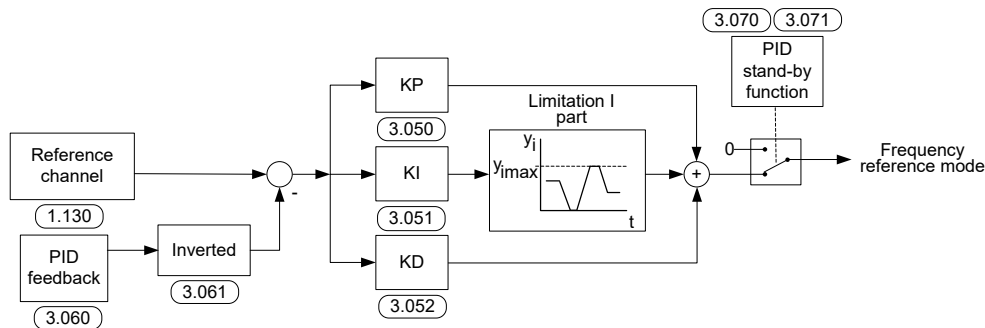 3.070
3.071
PID
stand-by
function
KP
3.050
Limitation I
part
yi
yimax
t
0
Frequency
reference mode
Reference
channel
1.130
-
KI
3.051
+
PID
feedback
3.060
Inverted
3.061
KD
3.052